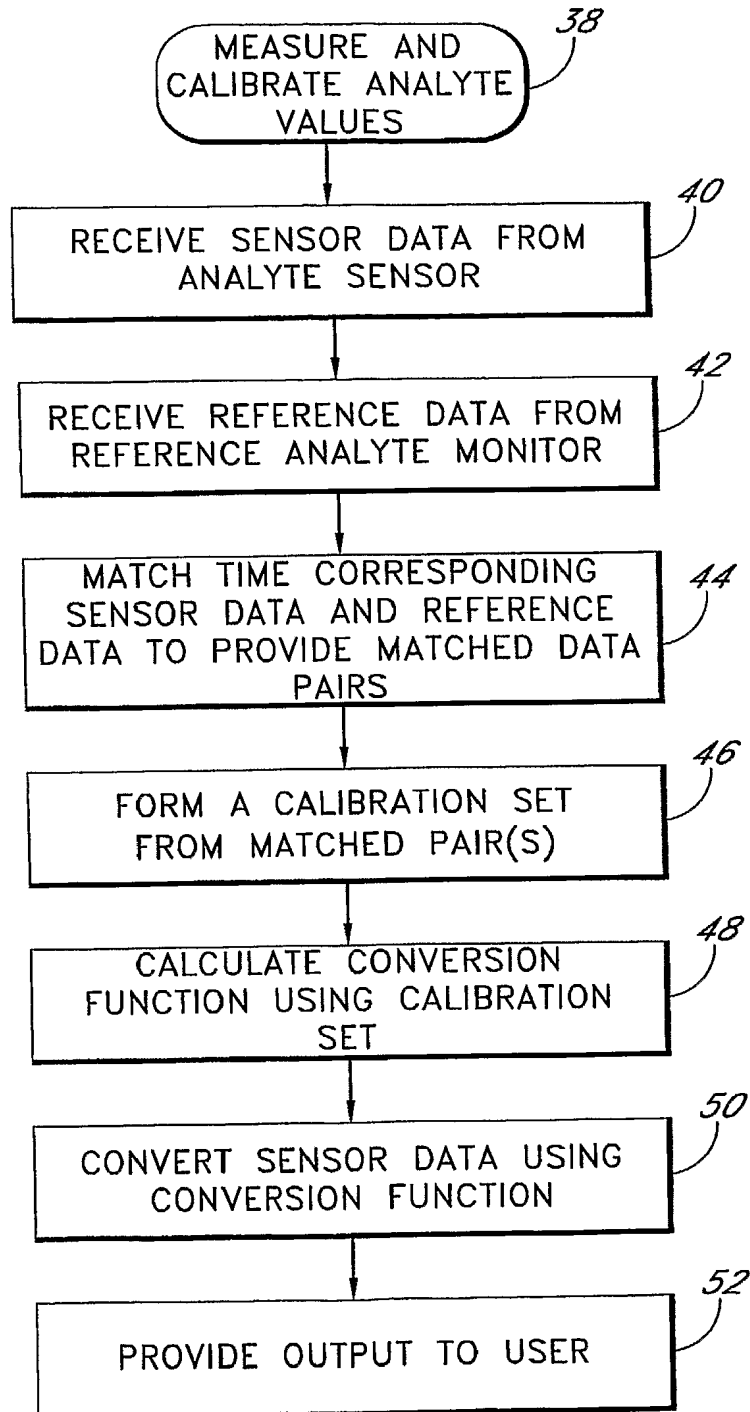 MEASURE AND
CALIBRATE ANALYTE
VALUES
38
RECEIVE SENSOR DATA FROM
ANALYTE SENSOR
40
RECEIVE REFERENCE DATA FROM
REFERENCE ANALYTE MONITOR
42
MATCH TIME CORRESPONDING
SENSOR DATA AND REFERENCE
DATA TO PROVIDE MATCHED DATA
PAIRS
44
FORM A CALIBRATION SET
FROM MATCHED PAIR(S)
46
CALCULATE CONVERSION
FUNCTION USING CALIBRATION
SET
48
CONVERT SENSOR DATA USING
CONVERSION FUNCTION
50
PROVIDE OUTPUT TO USER
52